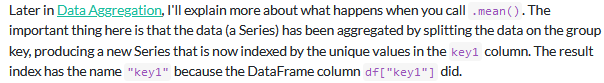 Later in Data Aggregation, I'll explain more about what happens when you call .mean(). The
important thing here is that the data (a Series) has been aggregated by splitting the data on the group
key, producing a new Series that is now indexed by the unique values in the key1 column. The result
index has the name "key1" because the DataFrame column df["key1"] did.